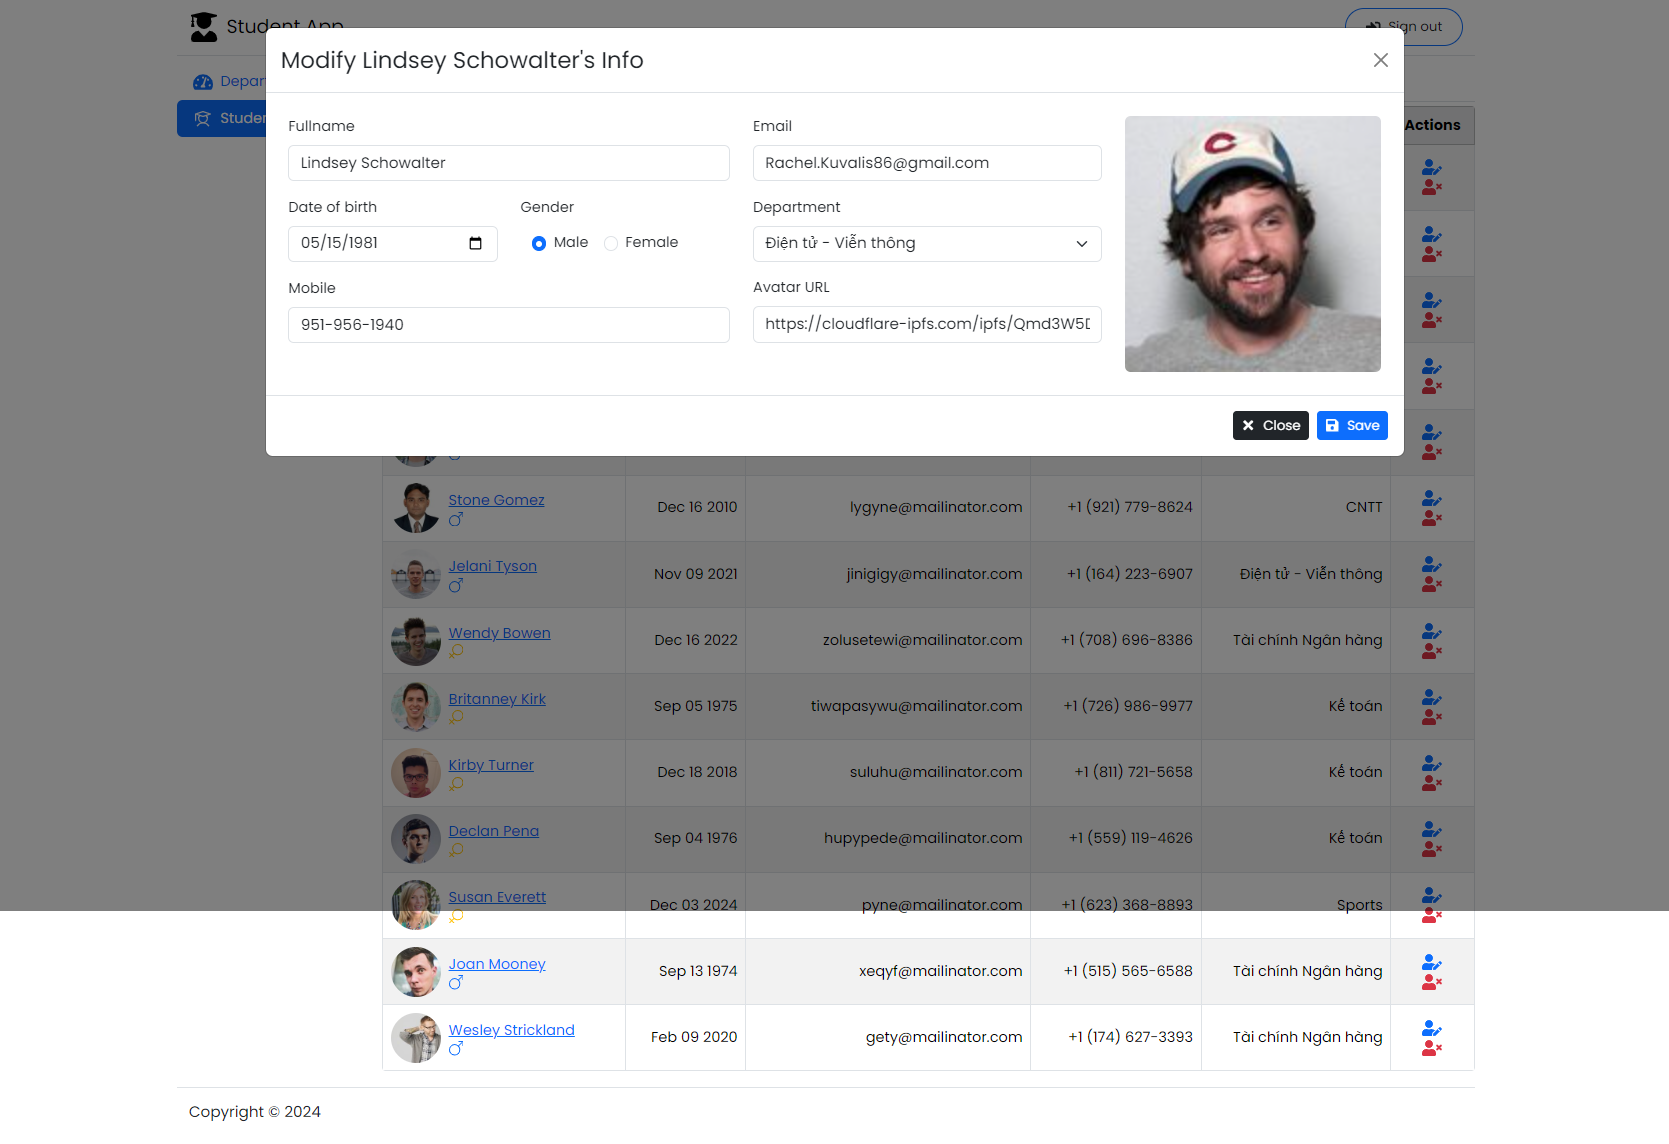 Student App
Sign out
Modify Lindsey Schowalter's Info
Depar
Studen
Actions
Fullname
Email
Lindsey Schowalter
Rachel.Kuvalis86@gmail.com
Date of birth
Gender
Department
05/15/1981
Male
Female
Điện tử - Viễn thông
Mobile
Avatar URL
951-956-1940
https://cloudflare-ipfs.com/ipfs/Qmd3W5D
C
Close
Save
Stone Gomez Dec 16 2010 lygyne@mailinator.com +1 (921) 779-8624 CNTT
Jelani Tyson Nov 09 2021 jinigigy@mailinator.com +1 (164) 223-6907 Điện tử - Viễn thông
Wendy Bowen Dec 16 2022 zolusetewi@mailinator.com +1 (708) 696-8386 Tài chính Ngân hàng
Britanney Kirk Sep 05 1975 tiwapasywu@mailinator.com +1 (726) 986-9977 Kế toán
Kirby Turner Dec 18 2018 suluhu@mailinator.com +1 (811) 721-5658 Kế toán
Declan Pena Sep 04 1976 hupypede@mailinator.com +1 (559) 119-4626 Kế toán
Susan Everett Dec 03 2024 pyne@mailinator.com +1 (623) 368-8893 Sports
Joan Mooney Sep 13 1974 xeqyf@mailinator.com +1 (515) 565-6588 Tài chính Ngân hàng
Wesley Strickland Feb 09 2020 gety@mailinator.com +1 (174) 627-3393 Tài chính Ngân hàng
Copyright © 2024